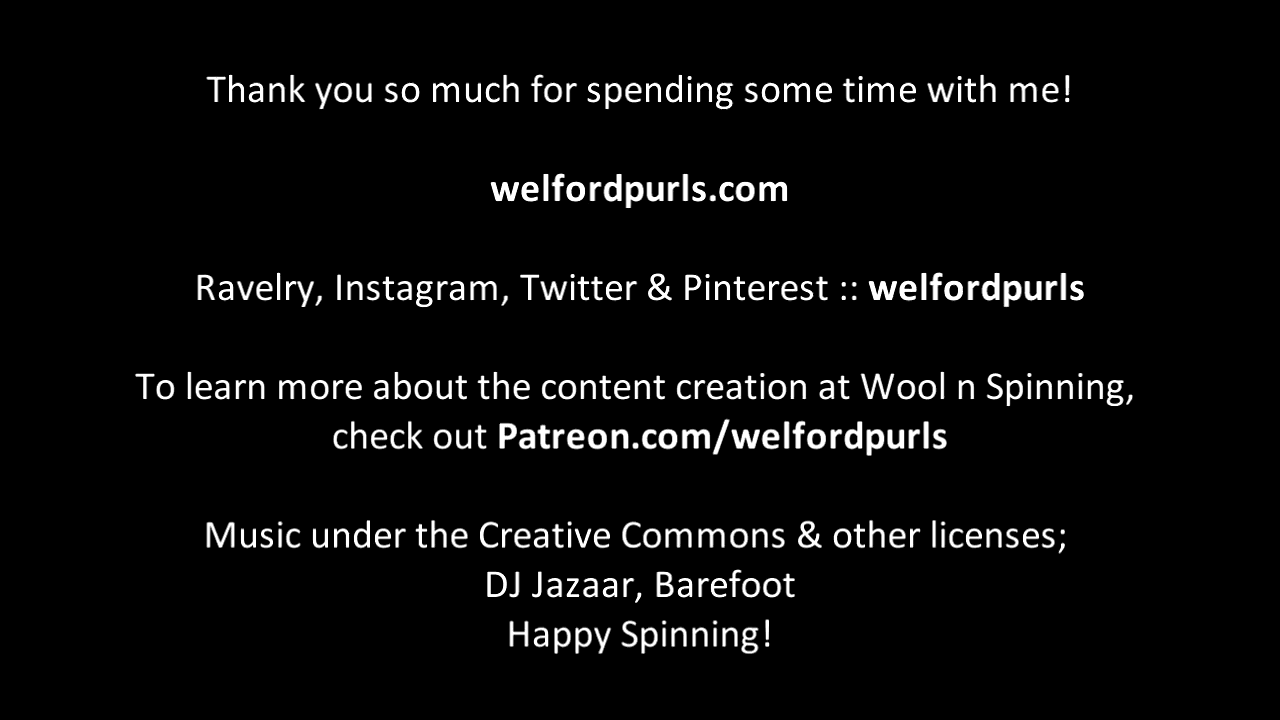 Thank you so much for spending some time with me!
welfordpurls.com
Ravelry, Instagram, Twitter & Pinterest :: welfordpurls
To learn more about the content creation at Wool n Spinning,
check out Patreon.com/welfordpurls
Music under the Creative Commons & other licenses;
DJ Jazaar, Barefoot
Happy Spinning!